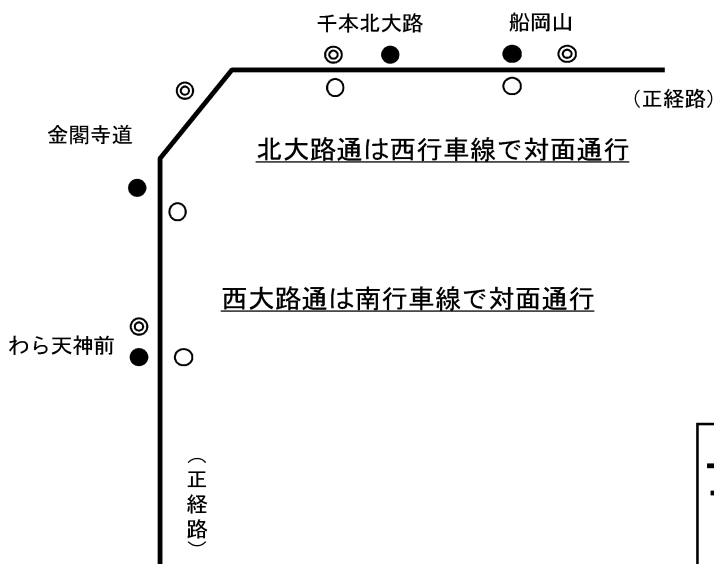 千本北大路
船岡山
(正経路)
金閣寺道
北大路通は西行車線で対面通行
西大路通は南行車線で対面通行
わら天神前
(正経路)